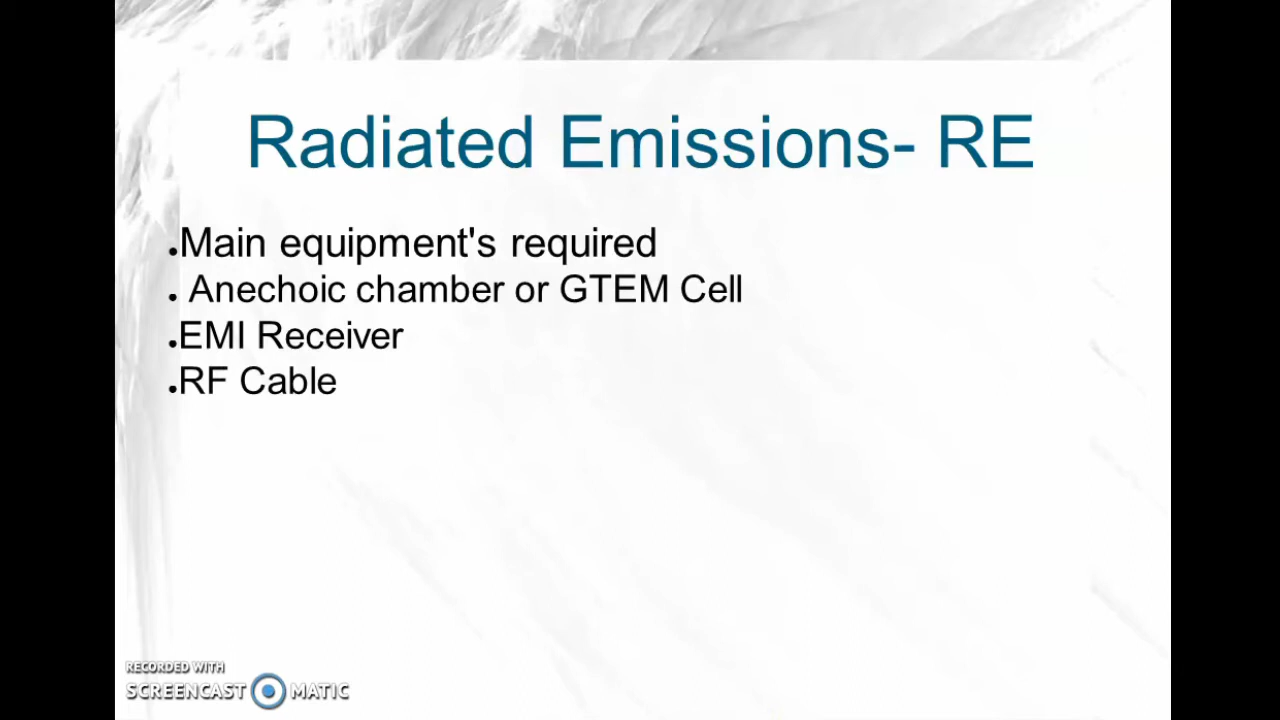 Radiated Emissions- RE
.Main equipment's required
. Anechoic chamber or GTEM Cell
.EMI Receiver
.RF Cable
RECORDED WITH
SCREENCAST MATIC